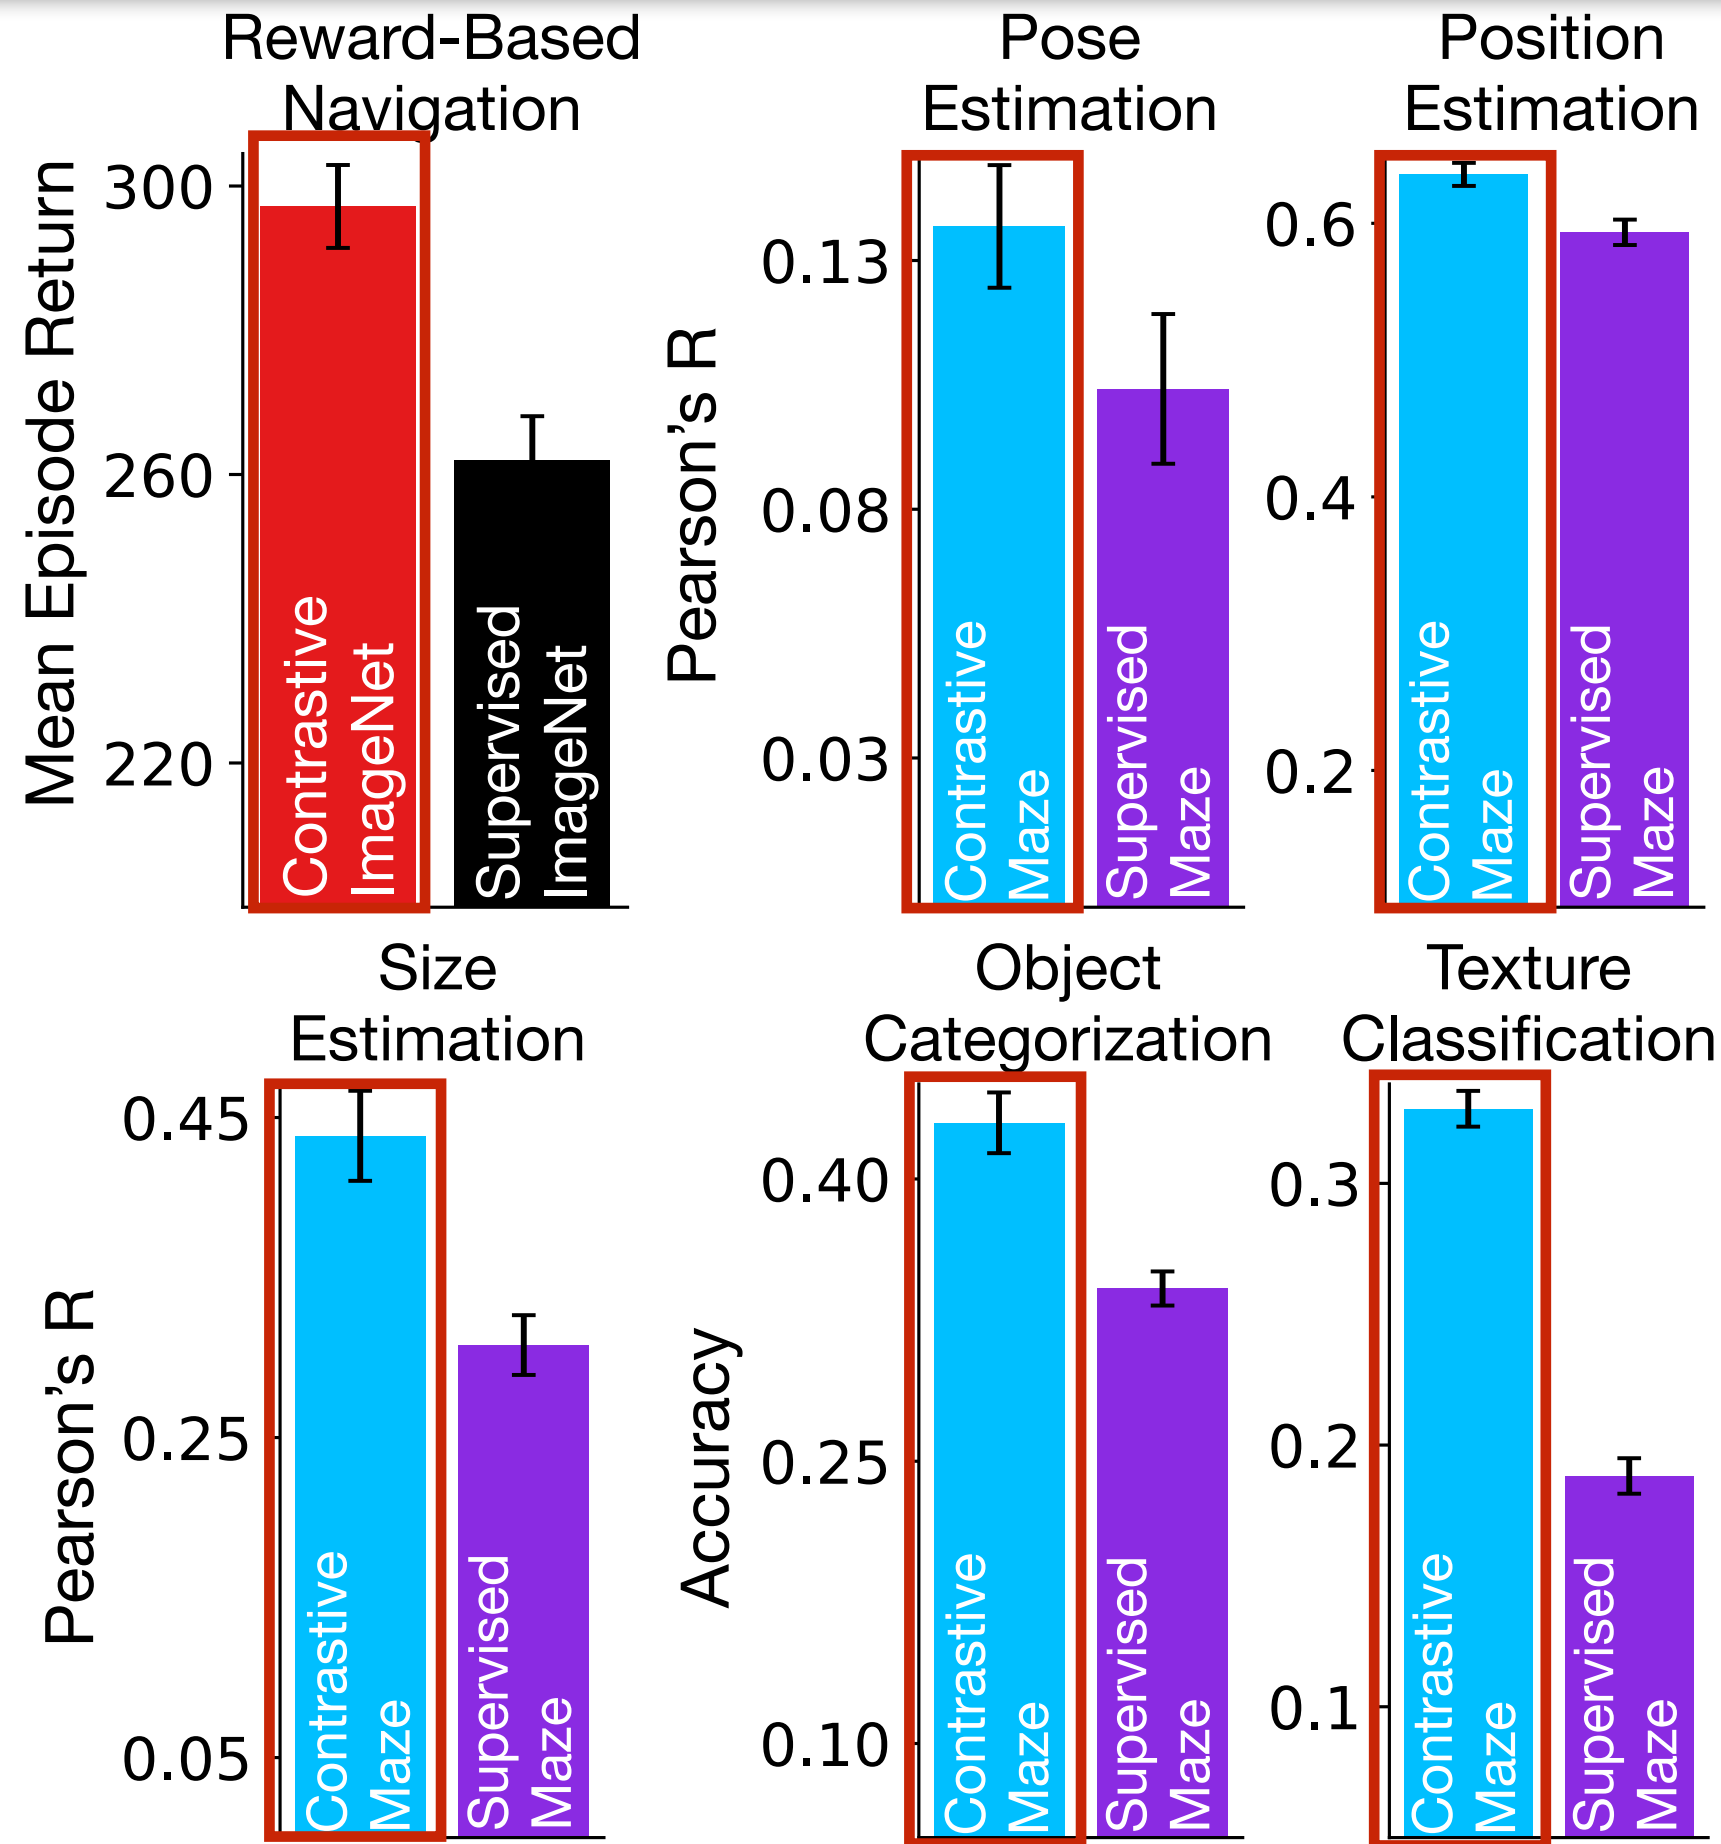 Reward-Based
Navigation
Mean Episode Return
300
260
220
Contrastive
ImageNet
Supervised
ImageNet
Pose
Estimation
Pearson's R
0.13
0.08
0.03
Contrastive
Maze
Supervised
Maze
Position
Estimation
0.6
0.4
0.2
Contrastive
Maze
Supervised
Maze
Size
Estimation
Pearson's R
0.45
0.25
0.05
Contrastive
Maze
Supervised
Maze
Object
Categorization
Accuracy
0.40
0.25
0.10
Contrastive
Maze
Supervised
Maze
Texture
Classification
0.3
0.2
0.1
Contrastive
Maze
Supervised
Maze